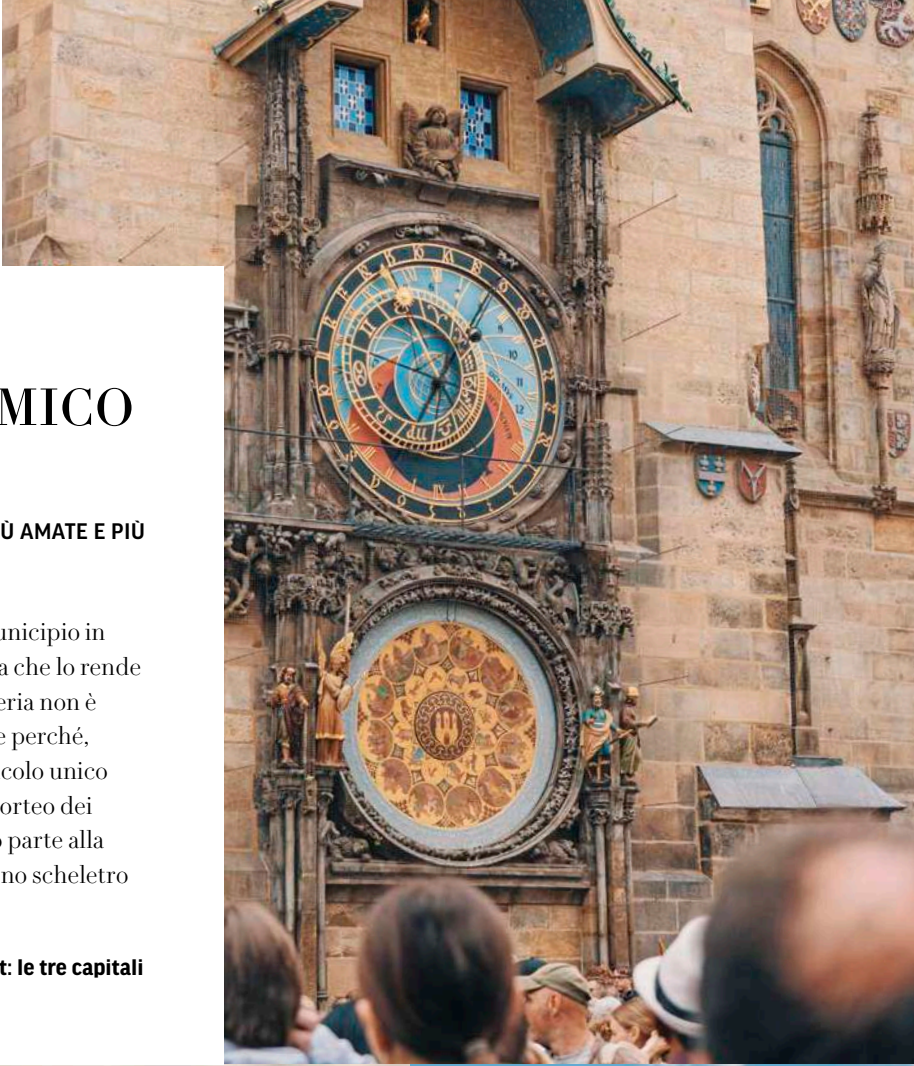 MICO
Ù AMATE E PIÙ
unicipio in
a che lo rende
eria non è
e perché,
colo unico
orteo dei
o parte alla
no scheletro
t: le tre capitali